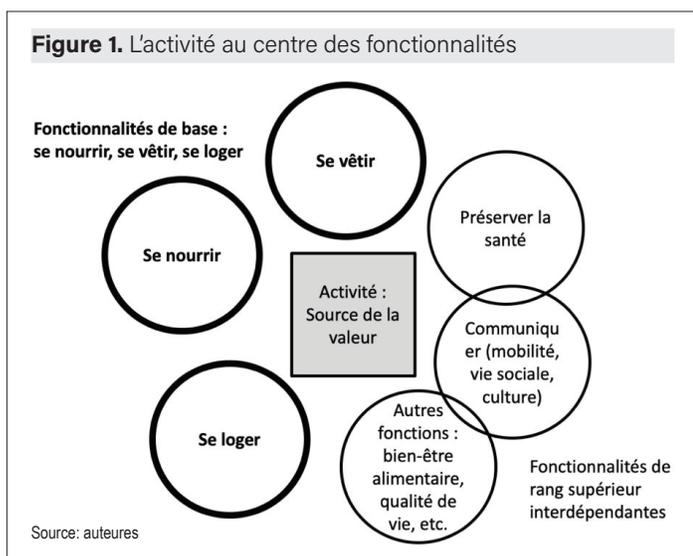 Figure 1. L'activité au centre des fonctionnalités
Fonctionnalités de base :
se nourrir, se vêtir, se loger
Se vêtir
Préserver la
santé
Se nourrir
Activité :
Source de la
valeur
Communiqu
er (mobilité,
vie sociale,
culture)
Se loger
Autres
fonctions :
bien-être
alimentaire,
qualité de
vie, etc.
Fonctionnalités de
rang supérieur
interdépendantes
Source: auteures